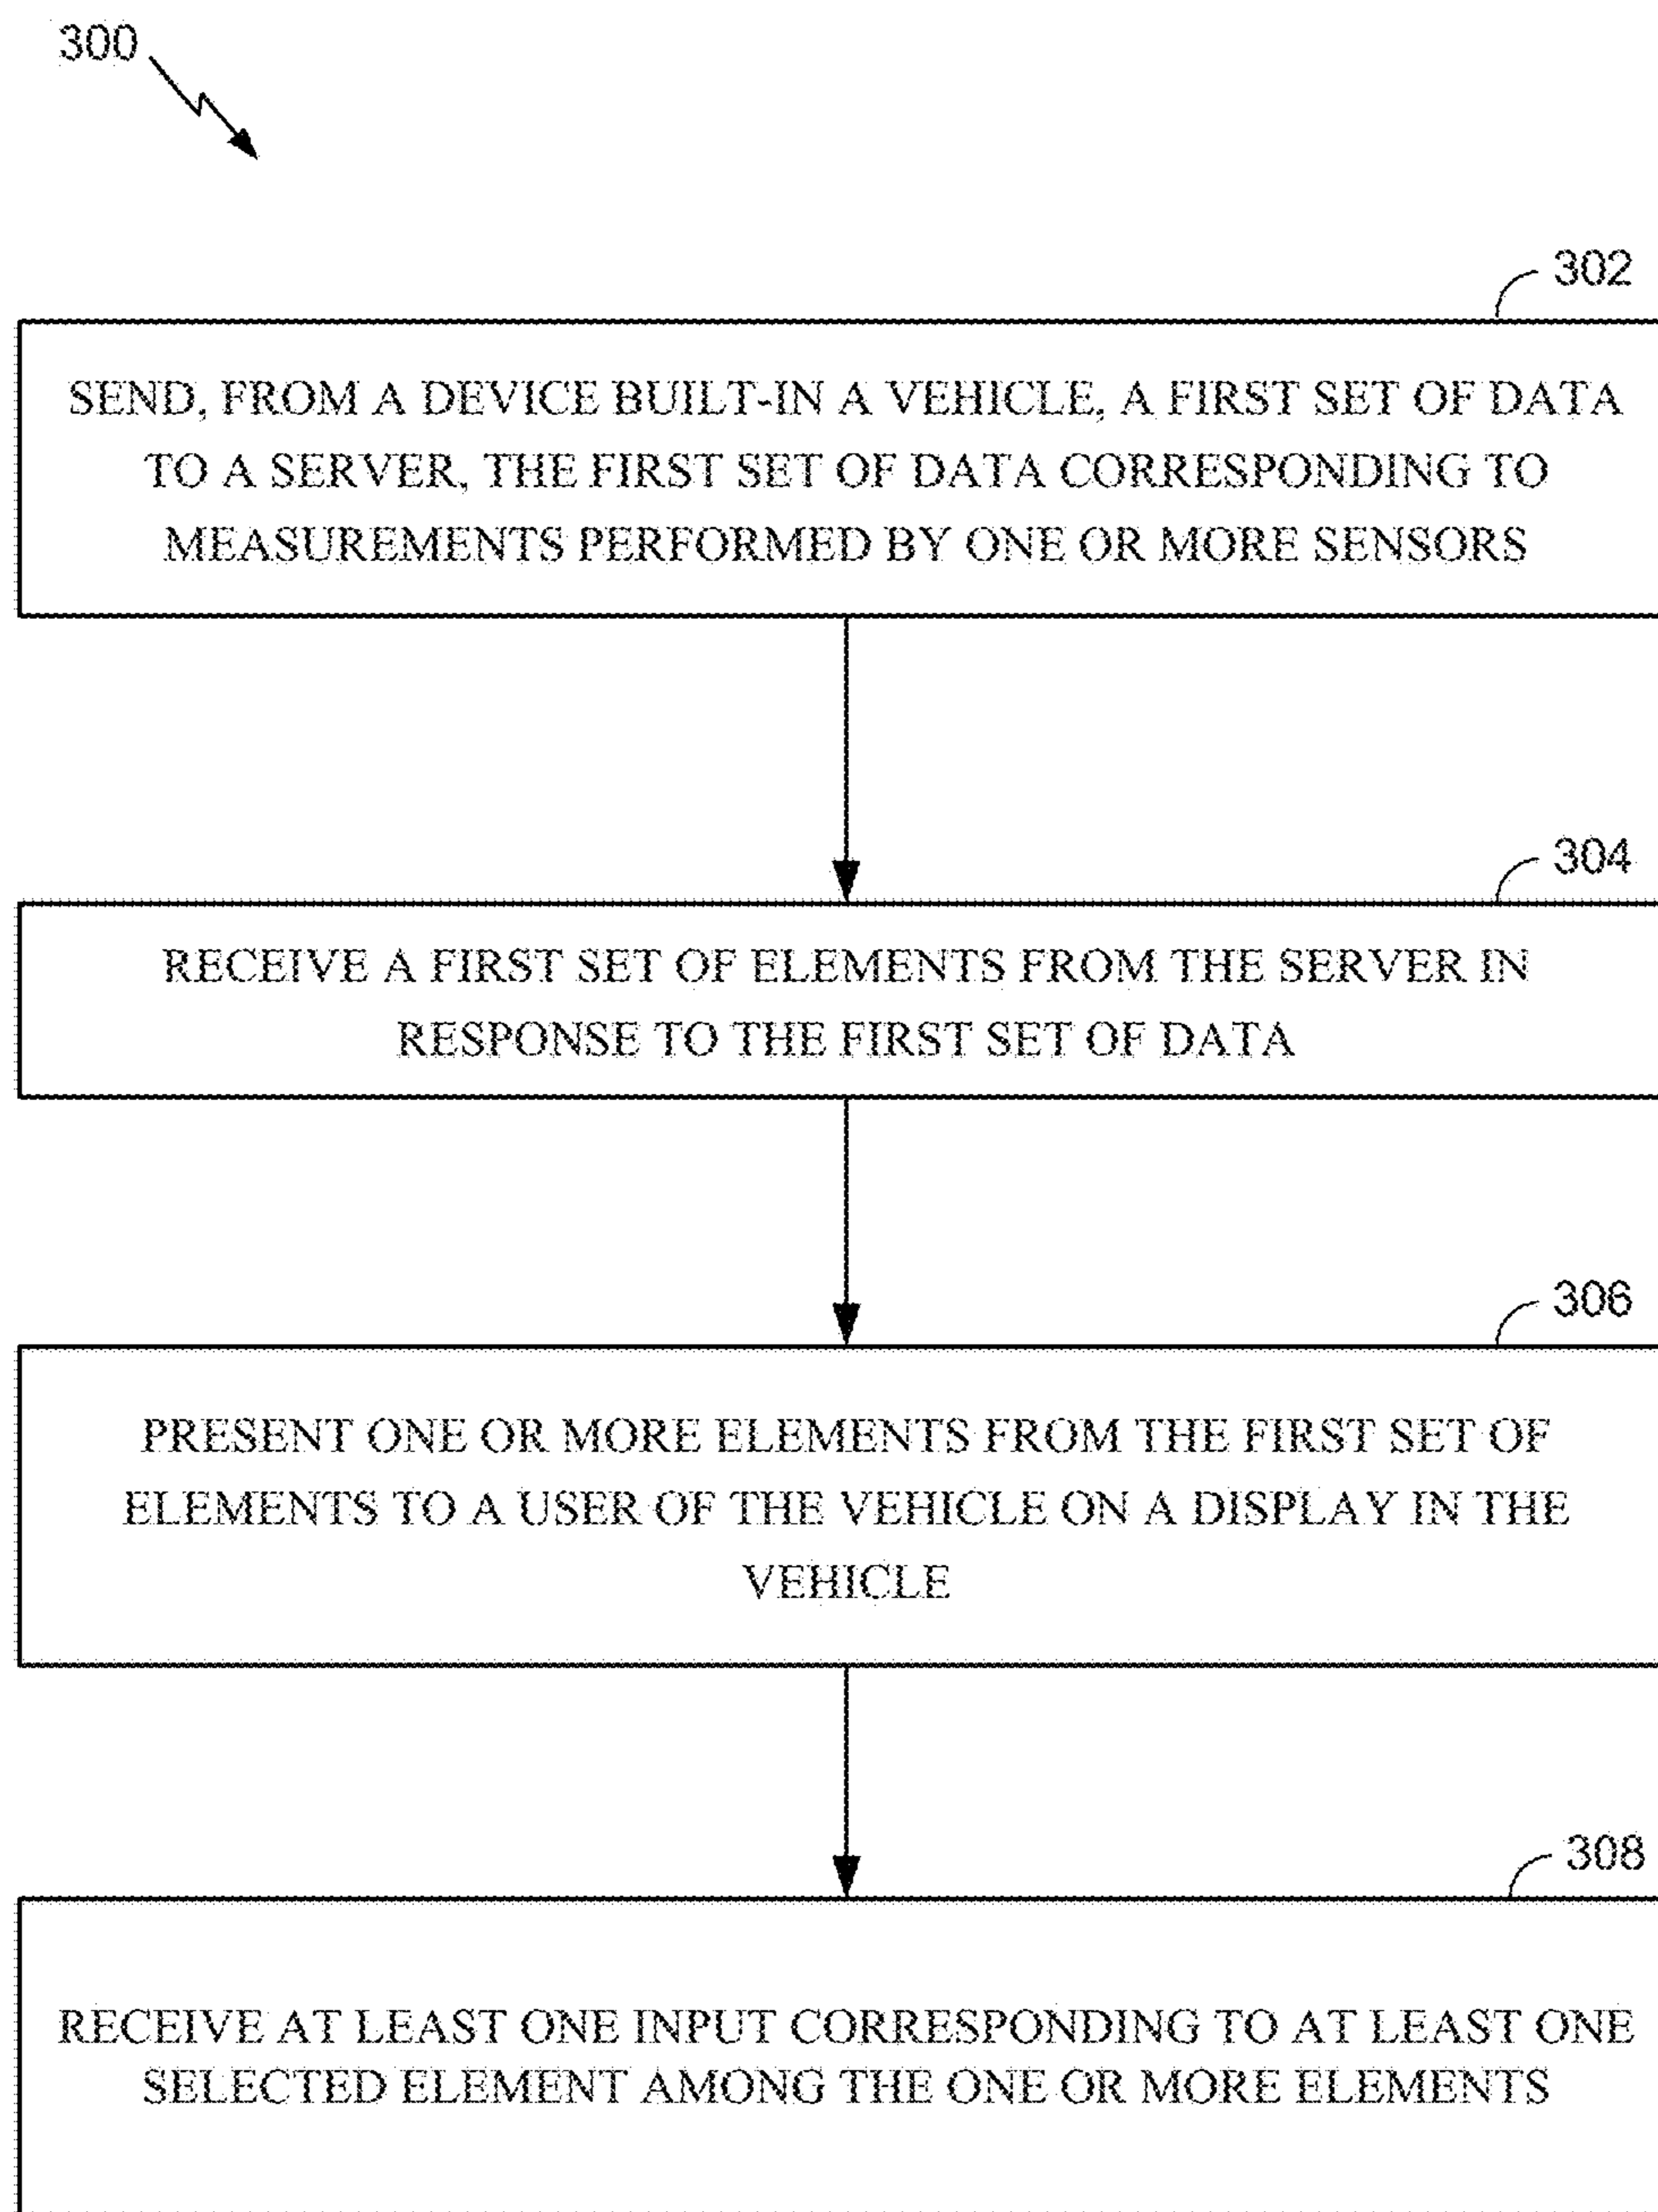 300
302
SEND, FROM A DEVICE BUILT-IN A VEHICLE, A FIRST SET OF DATA
TO A SERVER, THE FIRST SET OF DATA CORRESPONDING TO
MEASUREMENTS PERFORMED BY ONE OR MORE SENSORS
304
RECEIVE A FIRST SET OF ELEMENTS FROM THE SERVER IN
RESPONSE TO THE FIRST SET OF DATA
306
PRESENT ONE OR MORE ELEMENTS FROM THE FIRST SET OF
ELEMENTS TO A USER OF THE VEHICLE ON A DISPLAY IN THE
VEHICLE
308
RECEIVE AT LEAST ONE INPUT CORRESPONDING TO AT LEAST ONE
SELECTED ELEMENT AMONG THE ONE OR MORE ELEMENTS